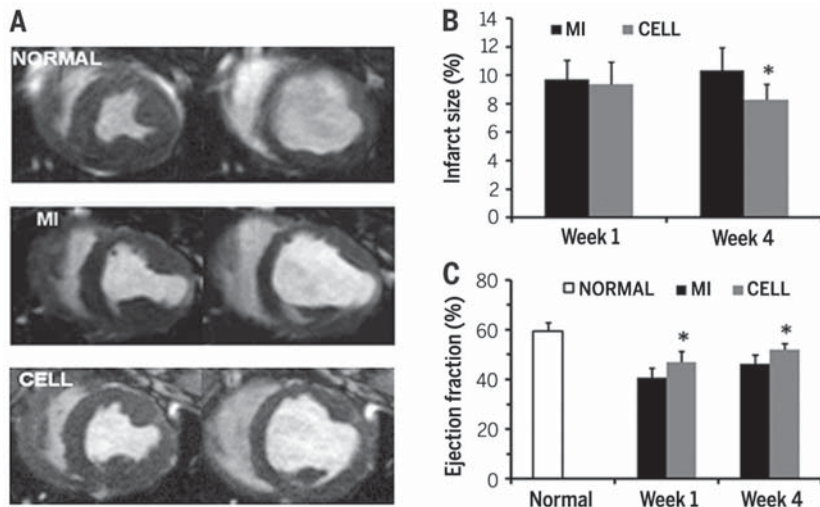 A
NORMAL
MI
CELL
B
MI CELL
Infarct size (%)
14
12
10
8
6
4
2
0
*
Week 1 Week 4
C
NORMAL MI CELL
Ejection fraction (%)
80
60
40
60
0
* *
Normal Week 1 Week 4